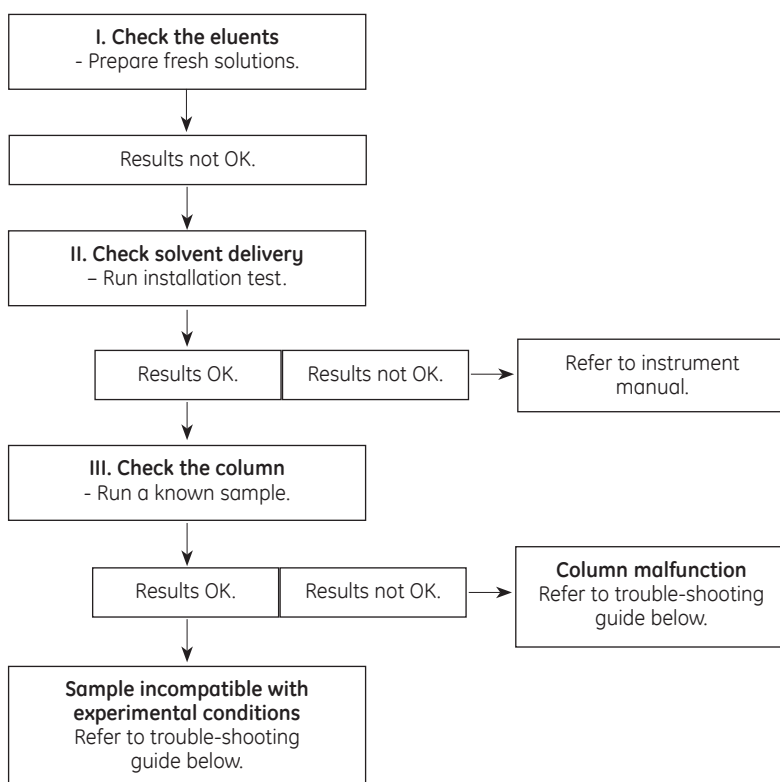 I. Check the eluents
- Prepare fresh solutions.
Results not OK.
II. Check solvent delivery
– Run installation test.
Results OK.
Results not OK.
Refer to instrument
manual.
III. Check the column
- Run a known sample.
Results OK.
Results not OK.
Column malfunction
Refer to trouble-shooting
guide below.
Sample incompatible with
experimental conditions
Refer to trouble-shooting
guide below.